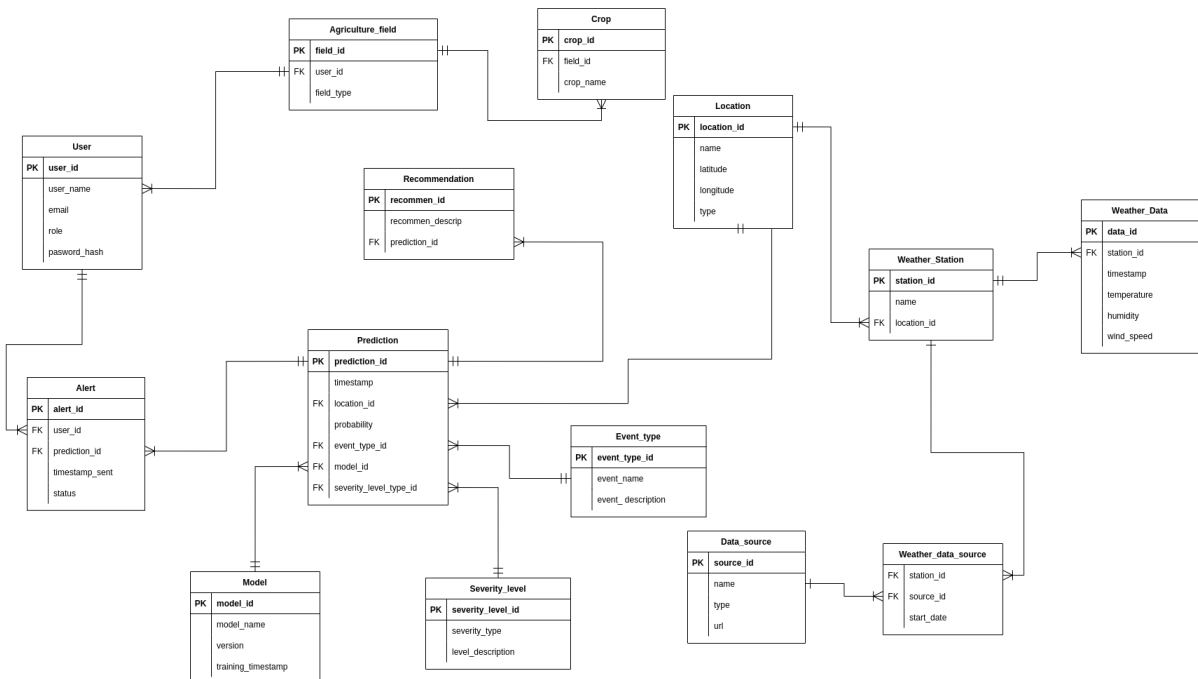 Agriculture_field
PK field_id
FK user_id
field_type
Crop
PK crop_id
FK field_id
crop_name
Location
PK location_id
name
latitude
longitude
type
User
PK user_id
user_name
email
role
pasword_hash
Recommendation
PK recommen_id
recommen_descrip
FK prediction_id
Weather_Data
PK data_id
FK station_id
timestamp
temperature
humidity
wind_speed
Weather_Station
PK station_id
name
FK location_id
Prediction
PK prediction_id
timestamp
FK location_id
probability
FK event_type_id
FK model_id
FK severity_level_type_id
Alert
PK alert_id
FK user_id
FK prediction_id
timestamp_sent
status
Event_type
PK event_type_id
event_name
event_ description
Data_source
PK source_id
name
type
url
Weather_data_source
FK station_id
FK source_id
start_date
Model
PK model_id
model_name
version
training_timestamp
Severity_level
PK severity_level_id
severity_type
level_description